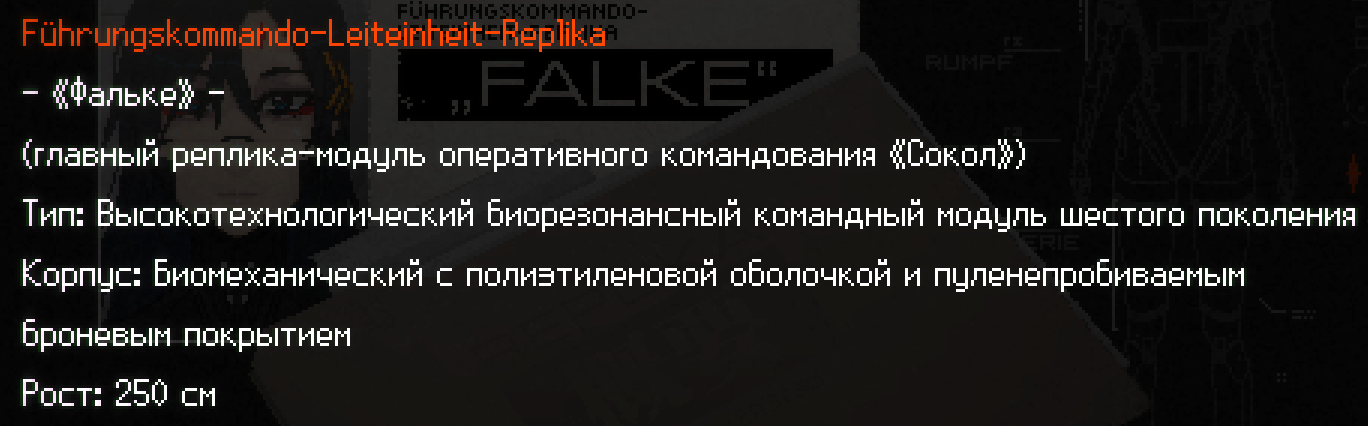 FÜHRUNGSKOMMANDO-
Führungskommando-Leiteinheit-Replika
„FALKE“
RUMPF
- 《Фальке》 -
(главный реплика-модуль оперативного командования 《Сокол》)
Тип: Высокотехнологический биорезонансный командный модуль шестого поколения
Корпус: Биомеханический с полиэтиленовой оболочкой и пуленепробиваемым
броневым покрытием
Рост: 250 см